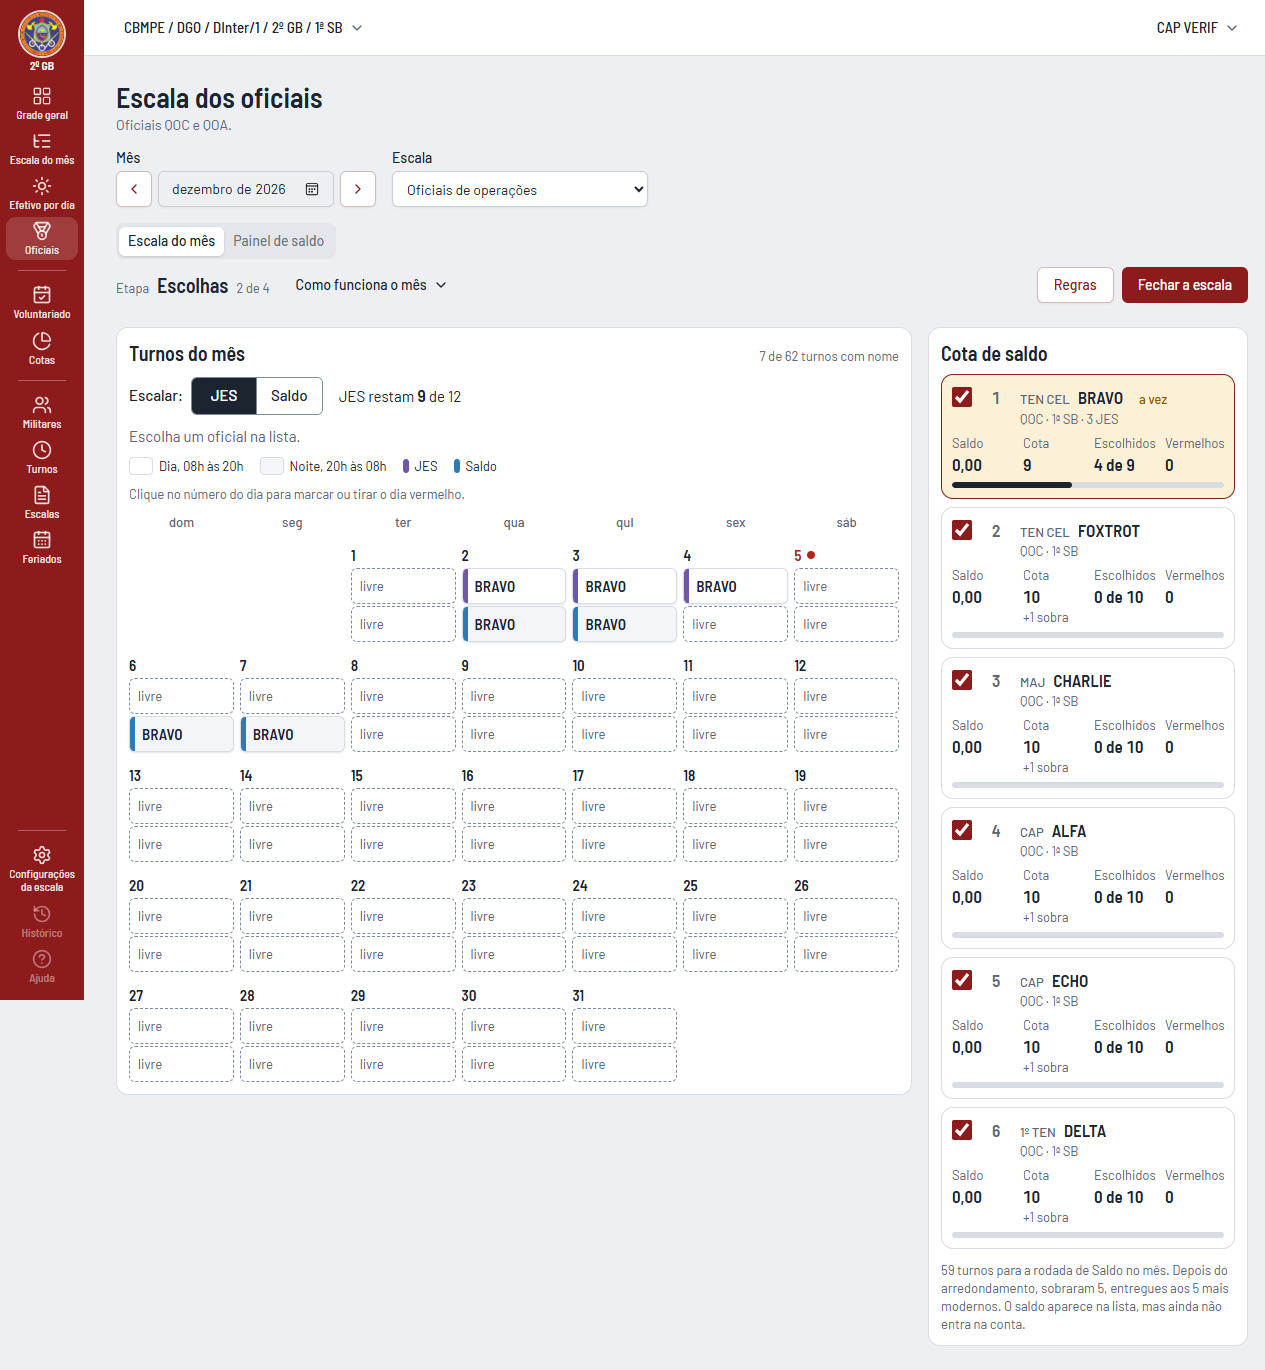 2º GB
Grade geral
Escala do mês
Efetivo por dia
Oficiais
Voluntariado
Cotas
Militares
Turnos
Escalas
Feriados
Configurações
da escala
Histórico
Ajuda
CBMPE / DGO / DInter/1 / 2º GB / 1ª SB
CAP VERIF
Escala dos oficiais
Oficiais QOC e QOA.
Mês
Escala
dezembro de 2026
Oficiais de operações
Escala do mês Painel de saldo
Etapa Escolhas 2 de 4 Como funciona o mês
Regras
Fechar a escala
Turnos do mês
7 de 62 turnos com nome
Escalar: JES Saldo JES restam 9 de 12
Escolha um oficial na lista.
Dia, 08h às 20h Noite, 20h às 08h JES Saldo
Clique no número do dia para marcar ou tirar o dia vermelho.
dom seg ter qua qui sex sáb
1 2 3 4 5
livre BRAVO BRAVO BRAVO livre
livre BRAVO BRAVO livre livre
6 7 8 9 10 11 12
livre livre livre livre livre livre livre
BRAVO BRAVO livre livre livre livre livre
13 14 15 16 17 18 19
livre livre livre livre livre livre livre
livre livre livre livre livre livre livre
20 21 22 23 24 25 26
livre livre livre livre livre livre livre
livre livre livre livre livre livre livre
27 28 29 30 31
livre livre livre livre livre
livre livre livre livre livre
Cota de saldo
1 TEN CEL BRAVO a vez
QOC · 1ª SB · 3 JES
Saldo Cota Escolhidos Vermelhos
0,00 9 4 de 9 0
2 TEN CEL FOXTROT
QOC · 1ª SB
Saldo Cota Escolhidos Vermelhos
0,00 10 0 de 10 0
+1 sobra
3 MAJ CHARLIE
QOC · 1ª SB
Saldo Cota Escolhidos Vermelhos
0,00 10 0 de 10 0
+1 sobra
4 CAP ALFA
QOC · 1ª SB
Saldo Cota Escolhidos Vermelhos
0,00 10 0 de 10 0
+1 sobra
5 CAP ECHO
QOC · 1ª SB
Saldo Cota Escolhidos Vermelhos
0,00 10 0 de 10 0
+1 sobra
6 1º TEN DELTA
QOC · 1ª SB
Saldo Cota Escolhidos Vermelhos
0,00 10 0 de 10 0
+1 sobra
59 turnos para a rodada de Saldo no mês. Depois do
arredondamento, sobraram 5, entregues aos 5 mais
modernos. O saldo aparece na lista, mas ainda não
entra na conta.